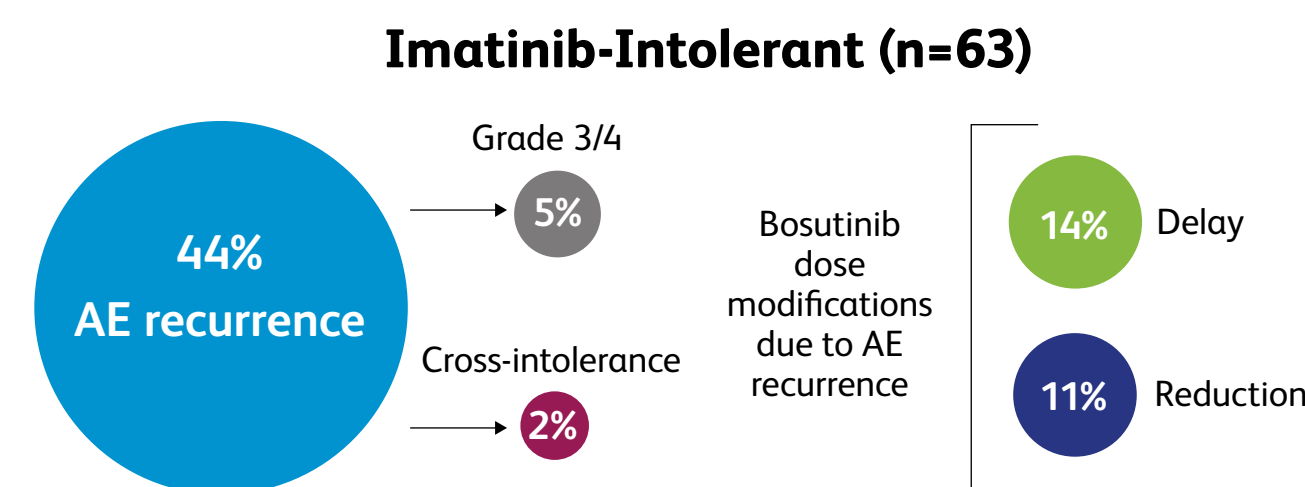 Imatinib-Intolerant (n=63)
44%
AE recurrence
Grade 3/4
5%
Cross-intolerance
2%
Bosutinib
dose
modifications
due to AE
recurrence
14%
Delay
11%
Reduction